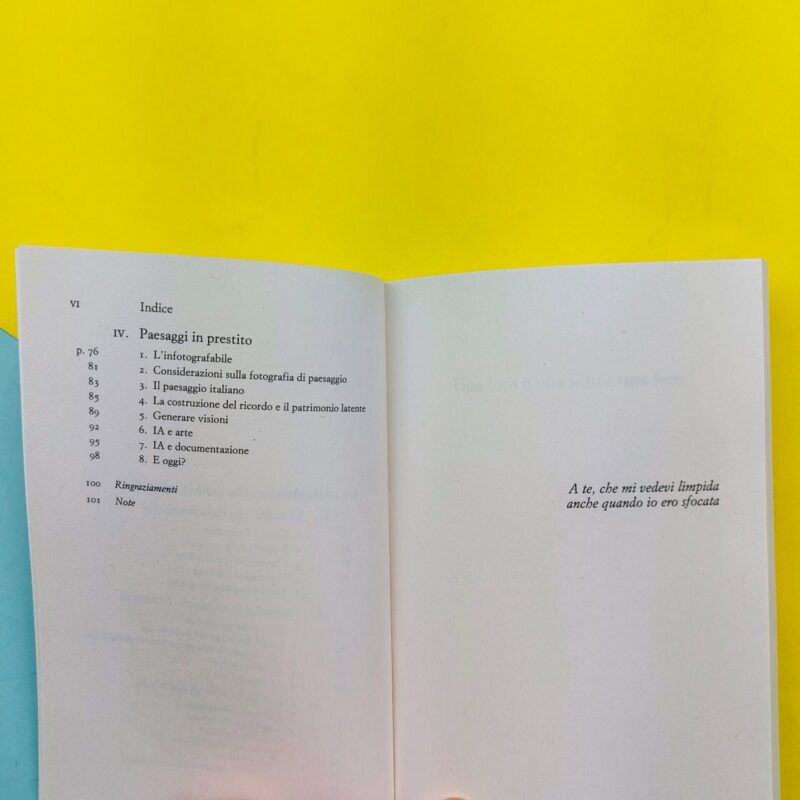 VI Indice
IV. Paesaggi in prestito
p. 76 1. L'infotografabile
81 2. Considerazioni sulla fotografia di paesaggio
83 3. Il paesaggio italiano
85 4. La costruzione del ricordo e il patrimonio latente
89 5. Generare visioni
92 6. IA e arte
95 7. IA e documentazione
98 8. E oggi?
100 Ringraziamenti
101 Note
A te, che mi vedevi limpida
anche quando io ero sfocata